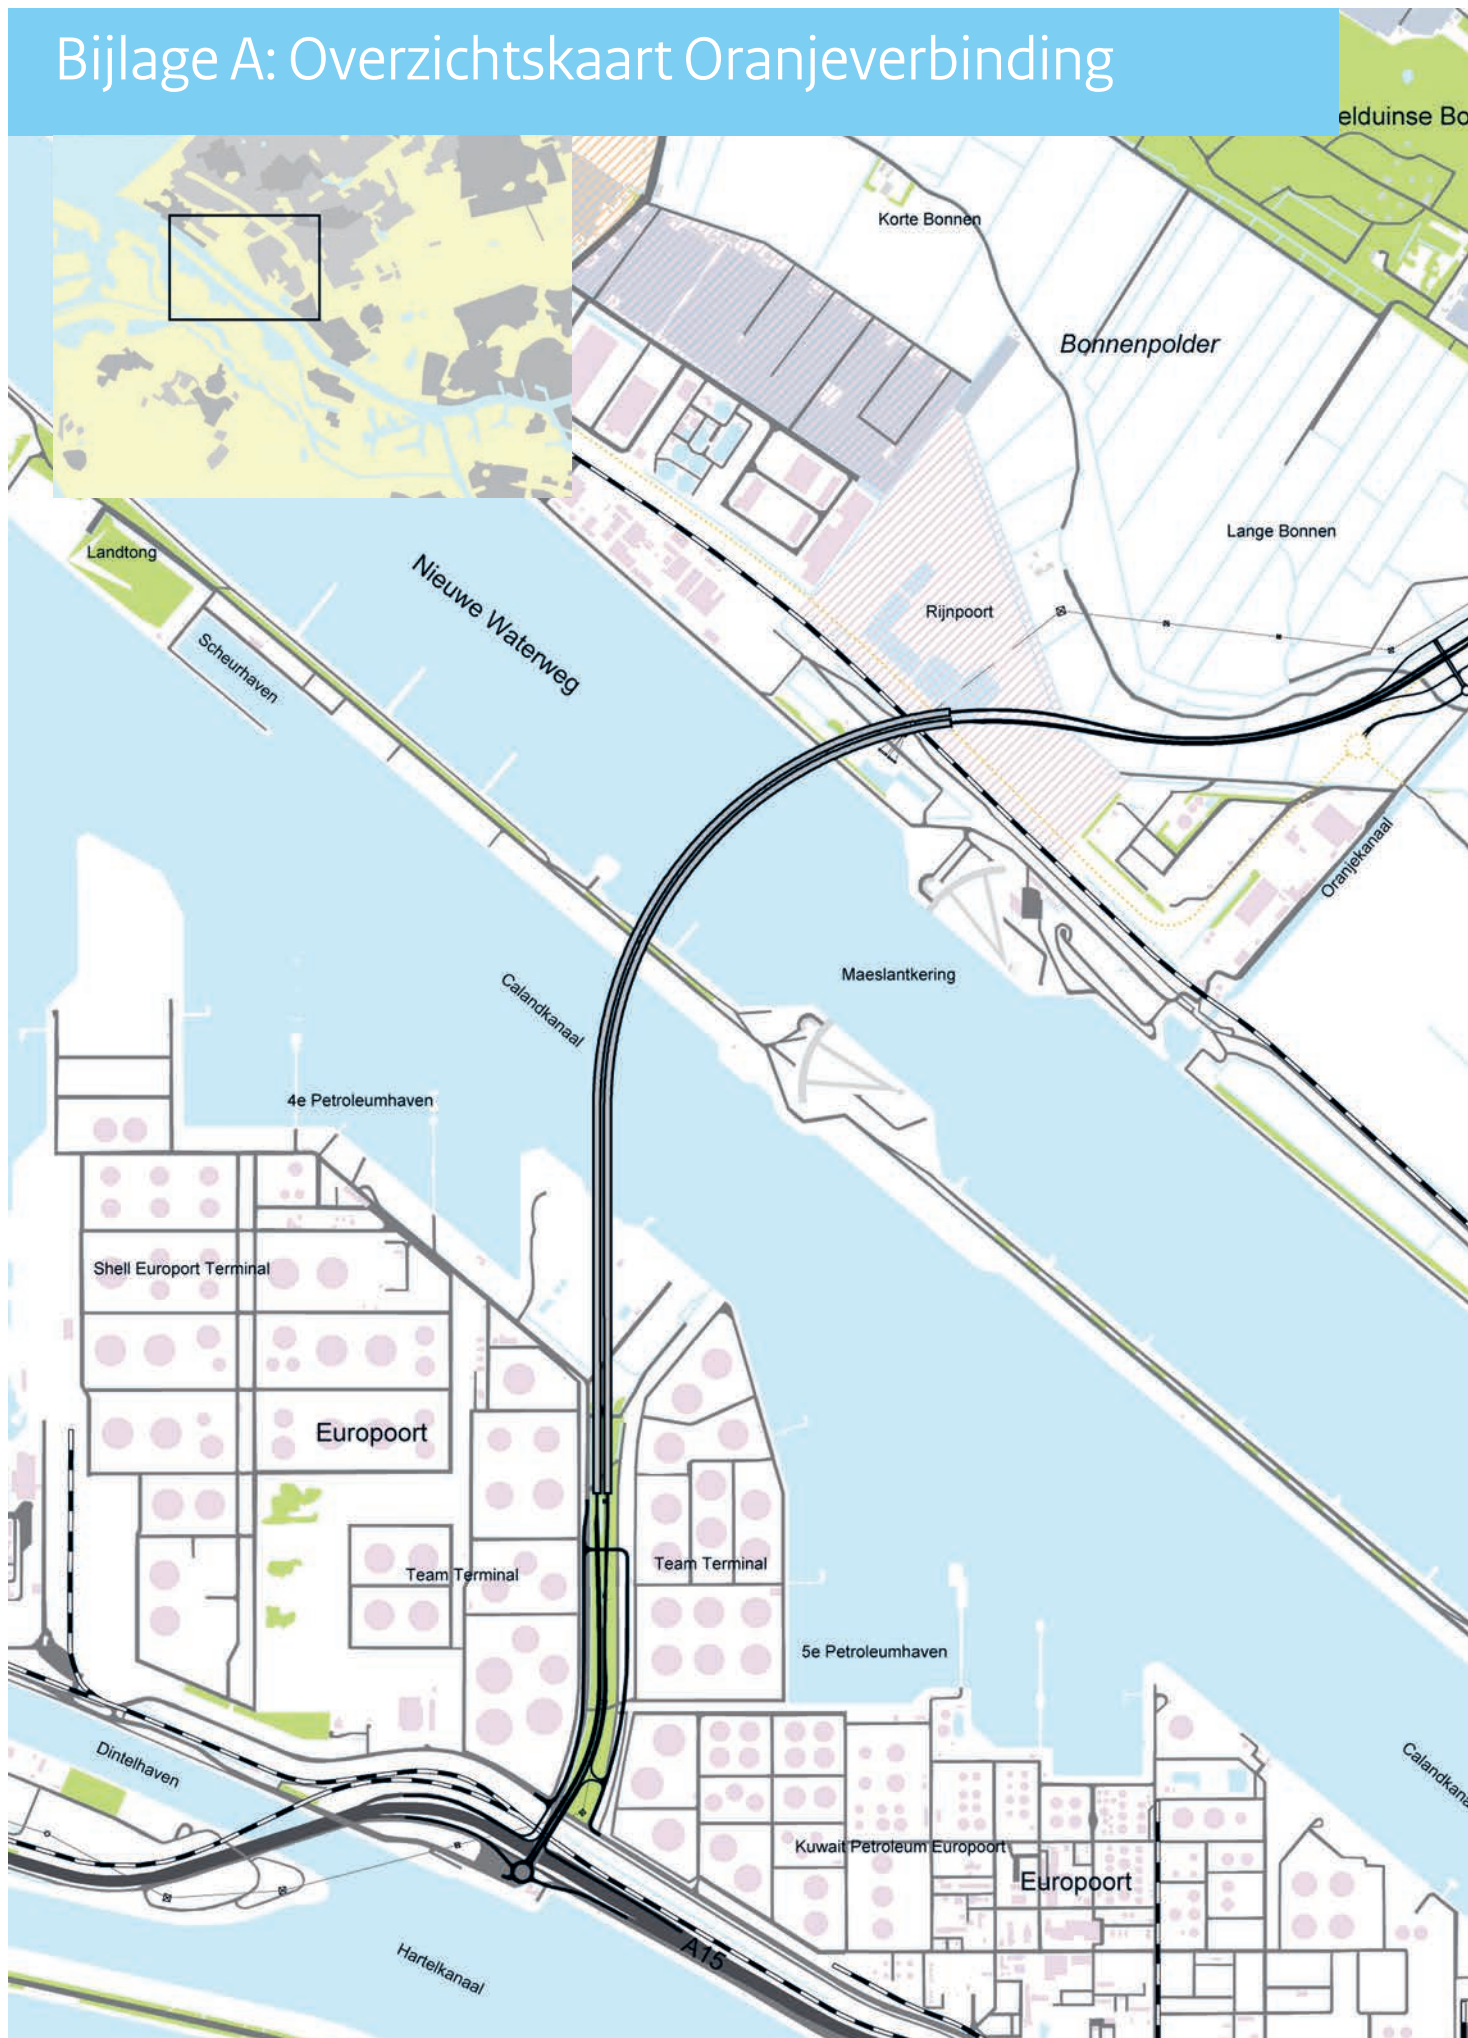 Bijlage A: Overzichtskaart Oranjeverbinding
elduinse Bo
Korte Bonnen
Bonnenpolder
Lange Bonnen
Landtong
Nieuwe Waterweg
Rijnpoort
Scheurhaven
Oranjekanaal
Maeslantkering
Calandkanaal
4e Petroleumhaven
Shell Europort Terminal
Europoort
Team Terminal
Team Terminal
5e Petroleumhaven
Dintelhaven
Calandkana
Kuwait Petroleum Europoort
Europoort
A15
Hartelkanaal